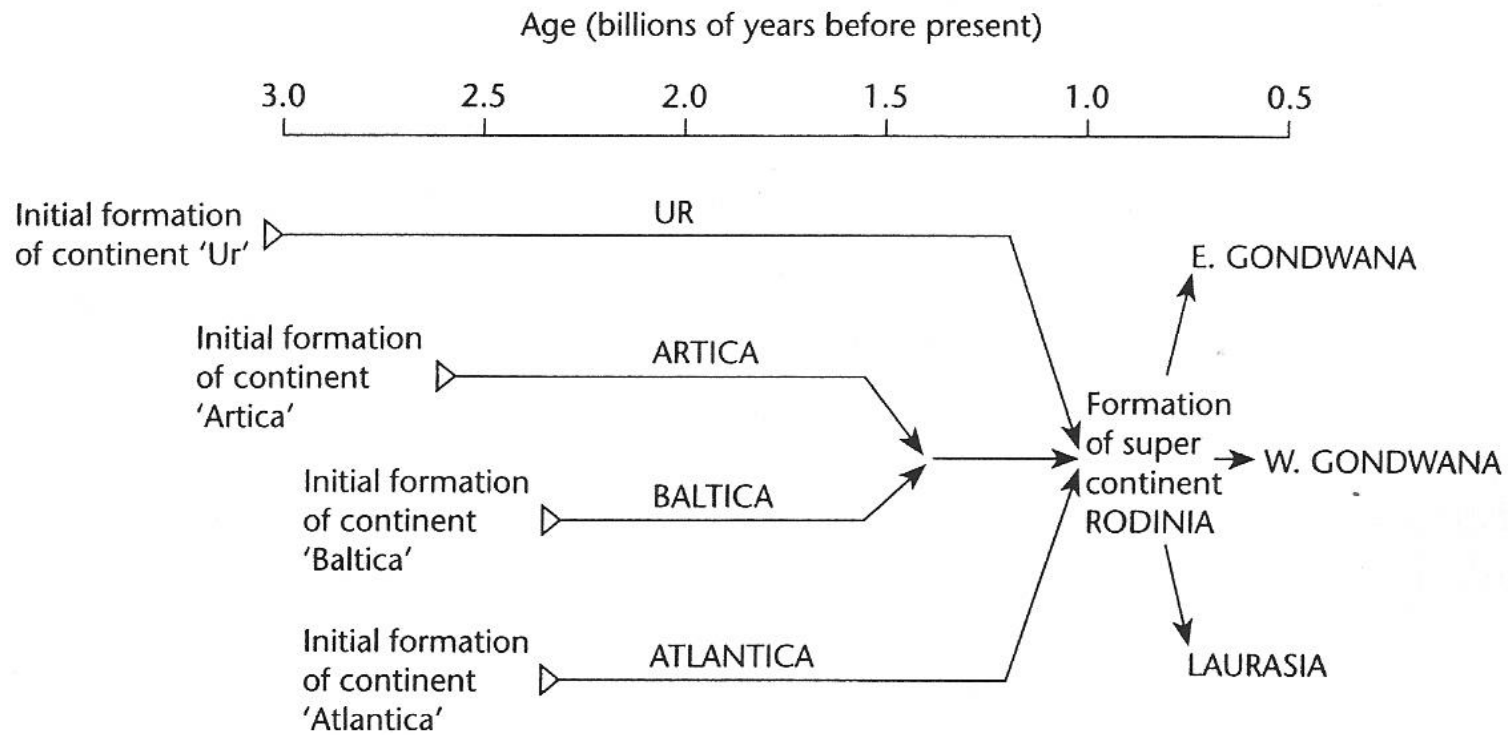 Age (billions of years before present)
3.0 2.5 2.0 1.5 1.0 0.5
Initial formation
of continent ‘Ur’
UR
E. GONDWANA
Initial formation
of continent
‘Artica’
ARTICA
Formation
of super
continent
RODINIA
W. GONDWANA
Initial formation
of continent
‘Baltica’
BALTICA
Initial formation
of continent
‘Atlantica’
ATLANTICA
LAURASIA